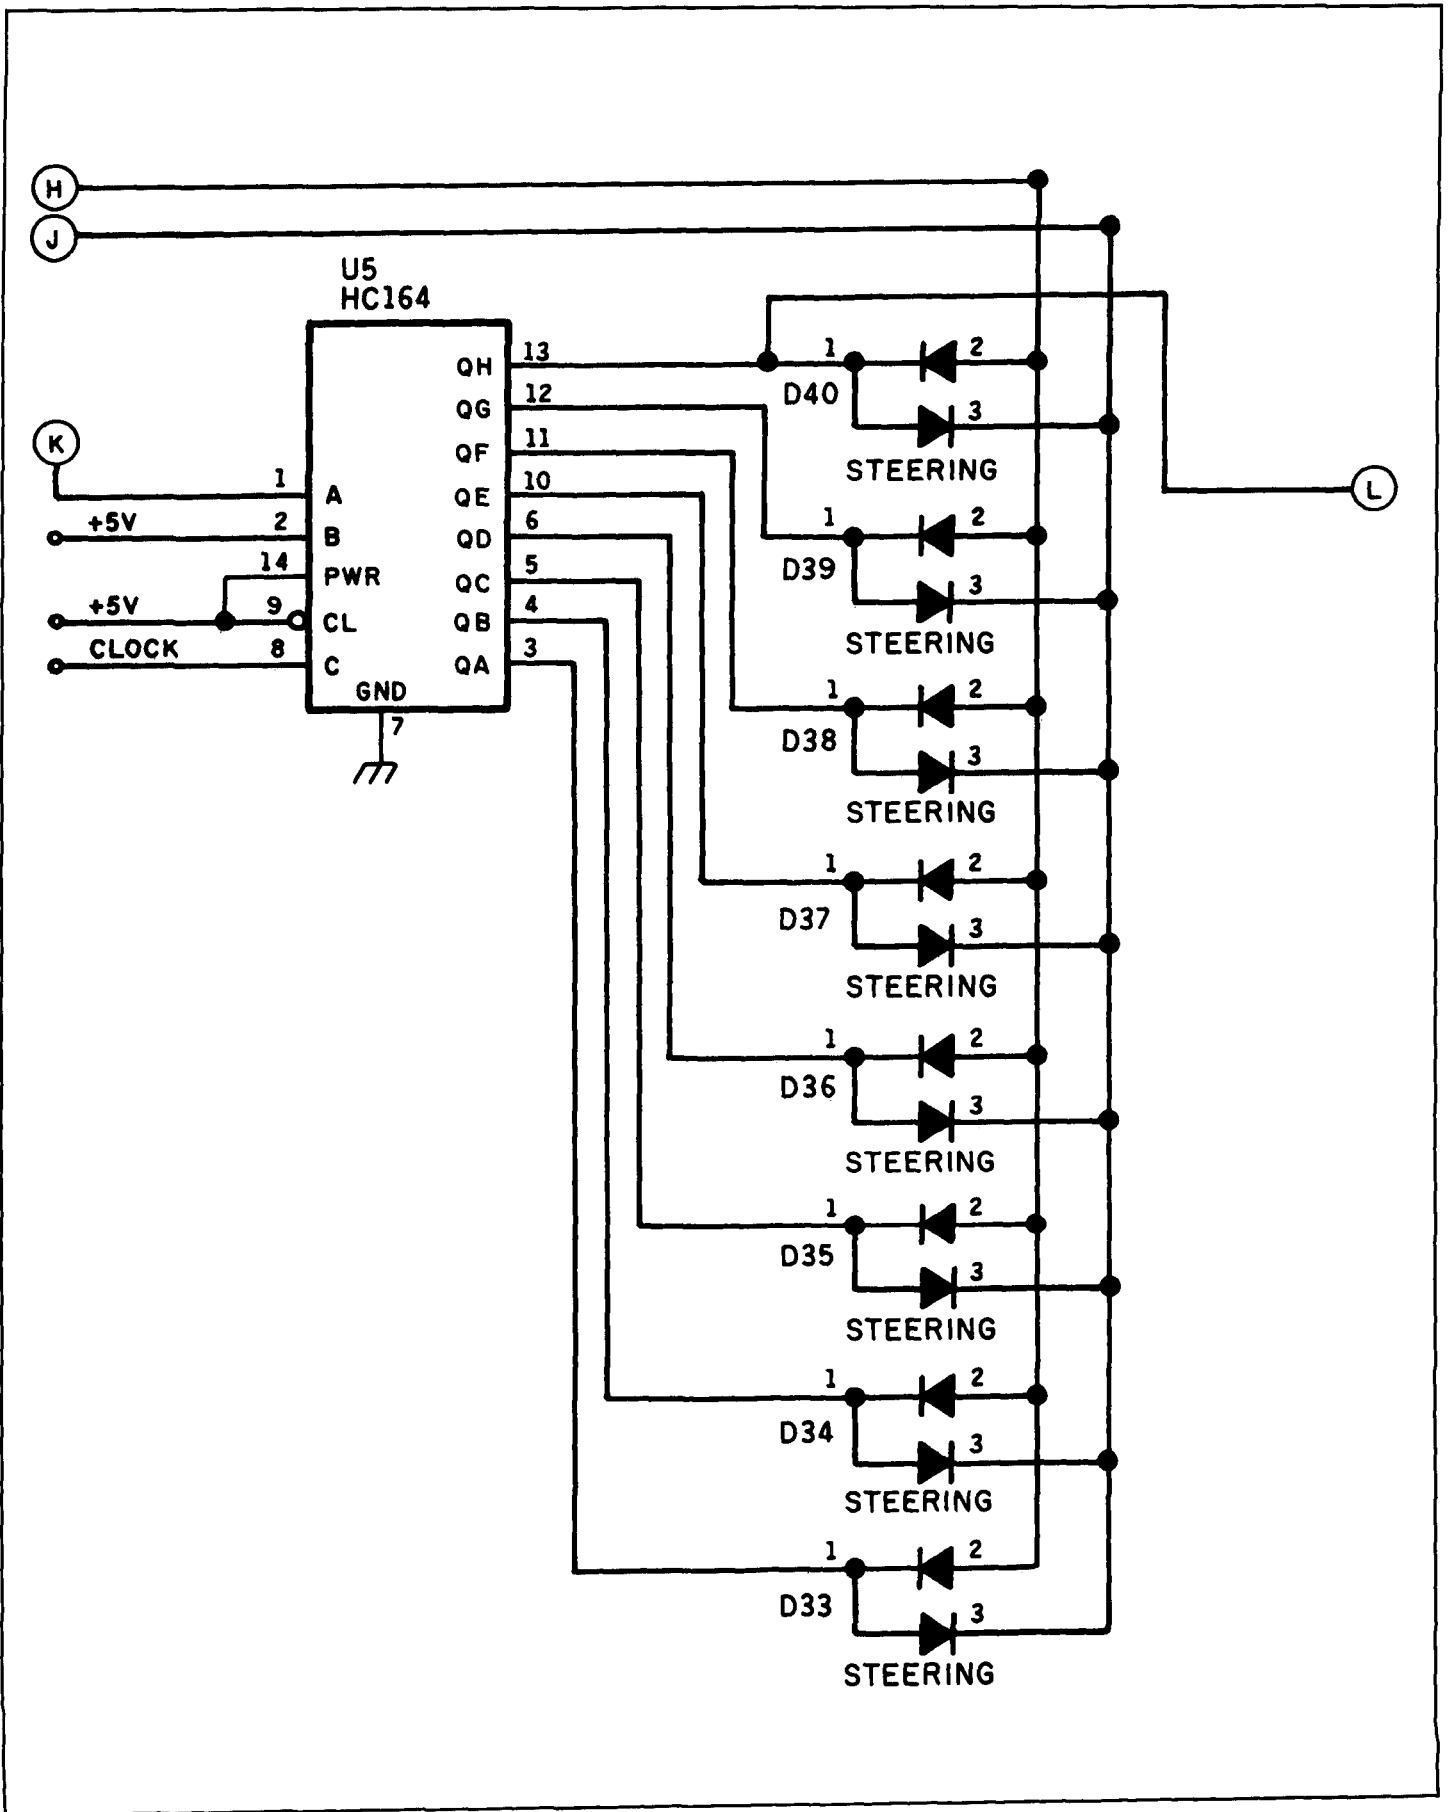 H
J
U5
HC164
K
1 A
+5V 2 B
14 PWR
+5V 9 CL
CLOCK 8 C
GND
7
QH 13
QG 12
QF 11
QE 10
QD 6
QC 5
QB 4
QA 3
1 2
D40
3
STEERING
L
1 2
D39
3
STEERING
1 2
D38
3
STEERING
1 2
D37
3
STEERING
1 2
D36
3
STEERING
1 2
D35
3
STEERING
1 2
D34
3
STEERING
1 2
D33
3
STEERING